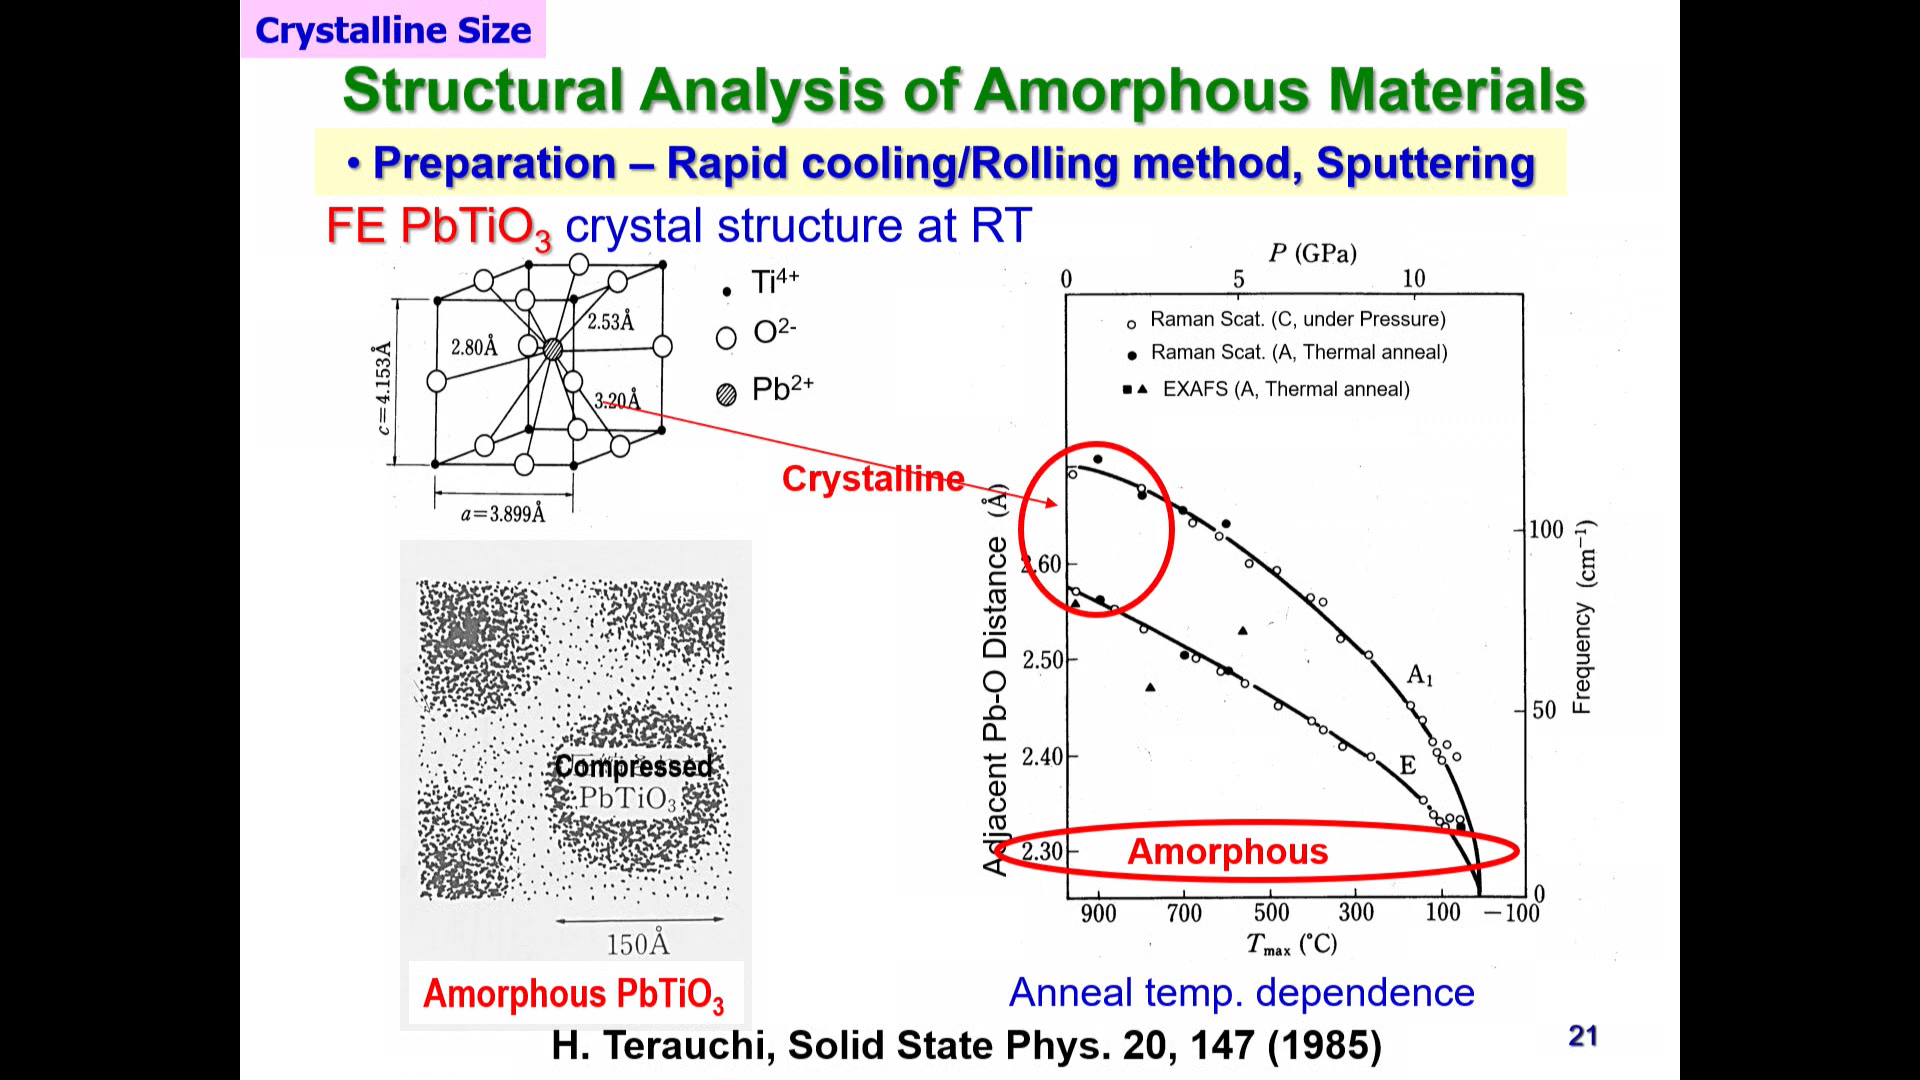 Crystalline Size
Structural Analysis of Amorphous Materials
• Preparation – Rapid cooling/Rolling method, Sputtering
FE PbTiO₃ crystal structure at RT
Ti⁴⁺
O²⁻
Pb²⁺
2.53Å
2.80Å
3.20Å
c=4.153Å
a=3.899Å
Crystalline
P (GPa)
0 5 10
Raman Scat. (C, under Pressure)
Raman Scat. (A, Thermal anneal)
EXAFS (A, Thermal anneal)
Adjacent Pb-O Distance (Å)
2.60
2.50
2.40
2.30
A₁
E
Amorphous
100
50
0
Frequency (cm⁻¹)
900 700 500 300 100 −100
Tmax (°C)
Compressed
PbTiO₃
150Å
Amorphous PbTiO₃
Anneal temp. dependence
H. Terauchi, Solid State Phys. 20, 147 (1985)
21